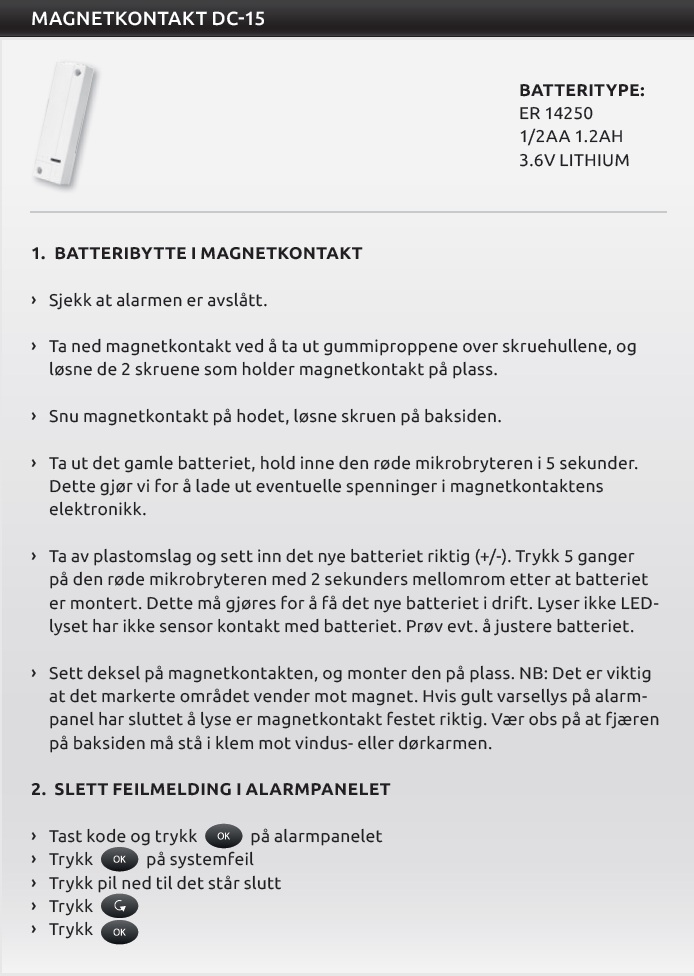 MAGNETKONTAKT DC-15
BATTERITYPE:
ER 14250
1/2AA 1.2AH
3.6V LITHIUM
1. BATTERIBYTTE I MAGNETKONTAKT
› Sjekk at alarmen er avslått.
› Ta ned magnetkontakt ved å ta ut gummiproppene over skruehullene, og
løsne de 2 skruene som holder magnetkontakt på plass.
› Snu magnetkontakt på hodet, løsne skruen på baksiden.
› Ta ut det gamle batteriet, hold inne den røde mikrobryteren i 5 sekunder.
Dette gjør vi for å lade ut eventuelle spenninger i magnetkontaktens
elektronikk.
› Ta av plastomslag og sett inn det nye batteriet riktig (+/-). Trykk 5 ganger
på den røde mikrobryteren med 2 sekunders mellomrom etter at batteriet
er montert. Dette må gjøres for å få det nye batteriet i drift. Lyser ikke LED-
lyset har ikke sensor kontakt med batteriet. Prøv evt. å justere batteriet.
› Sett deksel på magnetkontakten, og monter den på plass. NB: Det er viktig
at det markerte området vender mot magnet. Hvis gult varsellys på alarm-
panel har sluttet å lyse er magnetkontakt festet riktig. Vær obs på at fjæren
på baksiden må stå i klem mot vindus- eller dørkarmen.
2. SLETT FEILMELDING I ALARMPANELET
› Tast kode og trykk OK på alarmpanelet
› Trykk OK på systemfeil
› Trykk pil ned til det står slutt
› Trykk
› Trykk OK